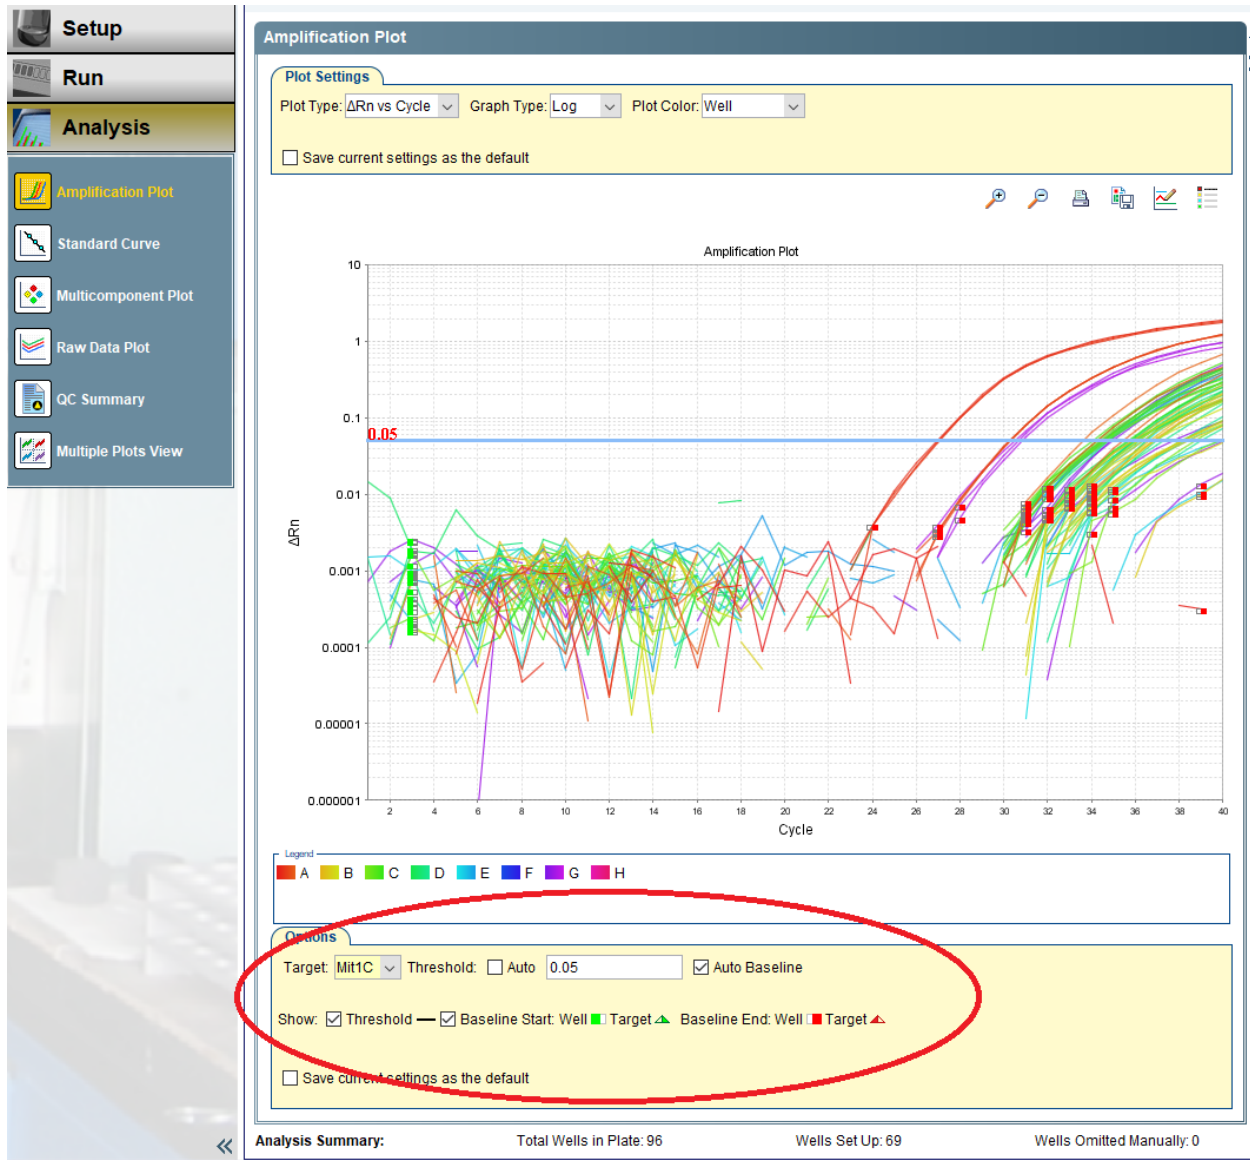 Setup
Run
Analysis
Amplification Plot
Standard Curve
Multicomponent Plot
Raw Data Plot
QC Summary
Multiple Plots View
«
Amplification Plot
Plot Settings
Plot Type: ΔRn vs Cycle Graph Type: Log Plot Color: Well
Save current settings as the default
Amplification Plot
10
1
0.1
0.05
0.01
0.001
0.0001
0.00001
0.000001
ΔRn
2 4 6 8 10 12 14 16 18 20 22 24 26 28 30 32 34 36 38 40
Cycle
Legend
A B C D E F G H
Options
Target: Mit1C Threshold: Auto 0.05 Auto Baseline
Show: Threshold Baseline Start: Well Target Baseline End: Well Target
Save current settings as the default
Analysis Summary: Total Wells in Plate: 96 Wells Set Up: 69 Wells Omitted Manually: 0